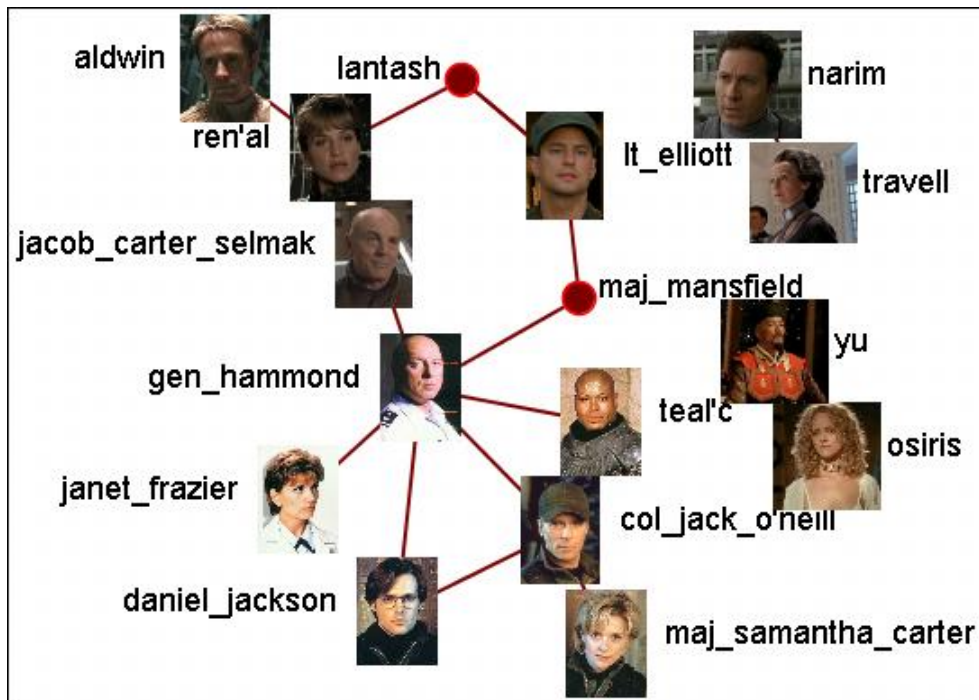 aldwin
lantash
narim
ren'al
lt_elliott
travell
jacob_carter_selmak
maj_mansfield
yu
gen_hammond
teal'c
osiris
janet_frazier
col_jack_o'neill
daniel_jackson
maj_samantha_carter